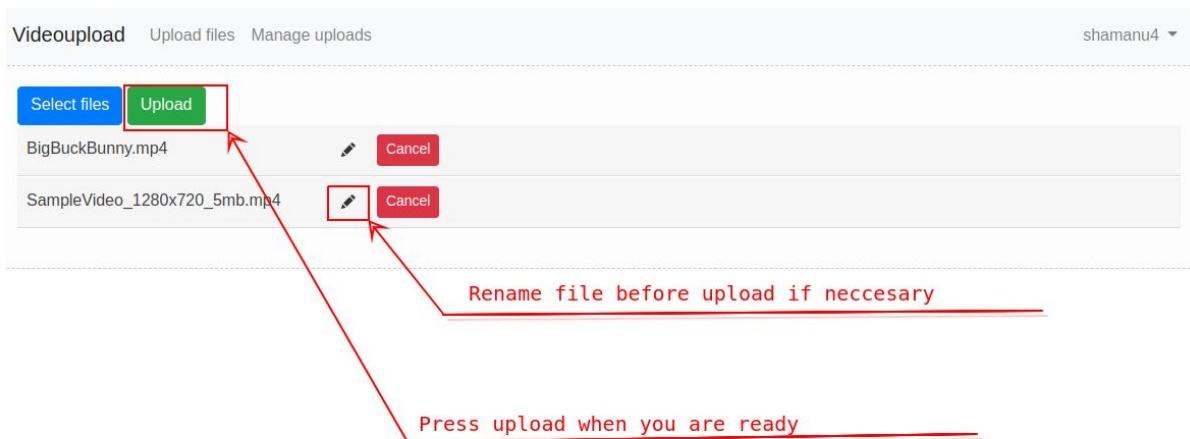 Videoupload Upload files Manage uploads shamanu4
Select files Upload
BigBuckBunny.mp4 Cancel
SampleVideo_1280x720_5mb.mp4 Cancel
Rename file before upload if neccesary
Press upload when you are ready